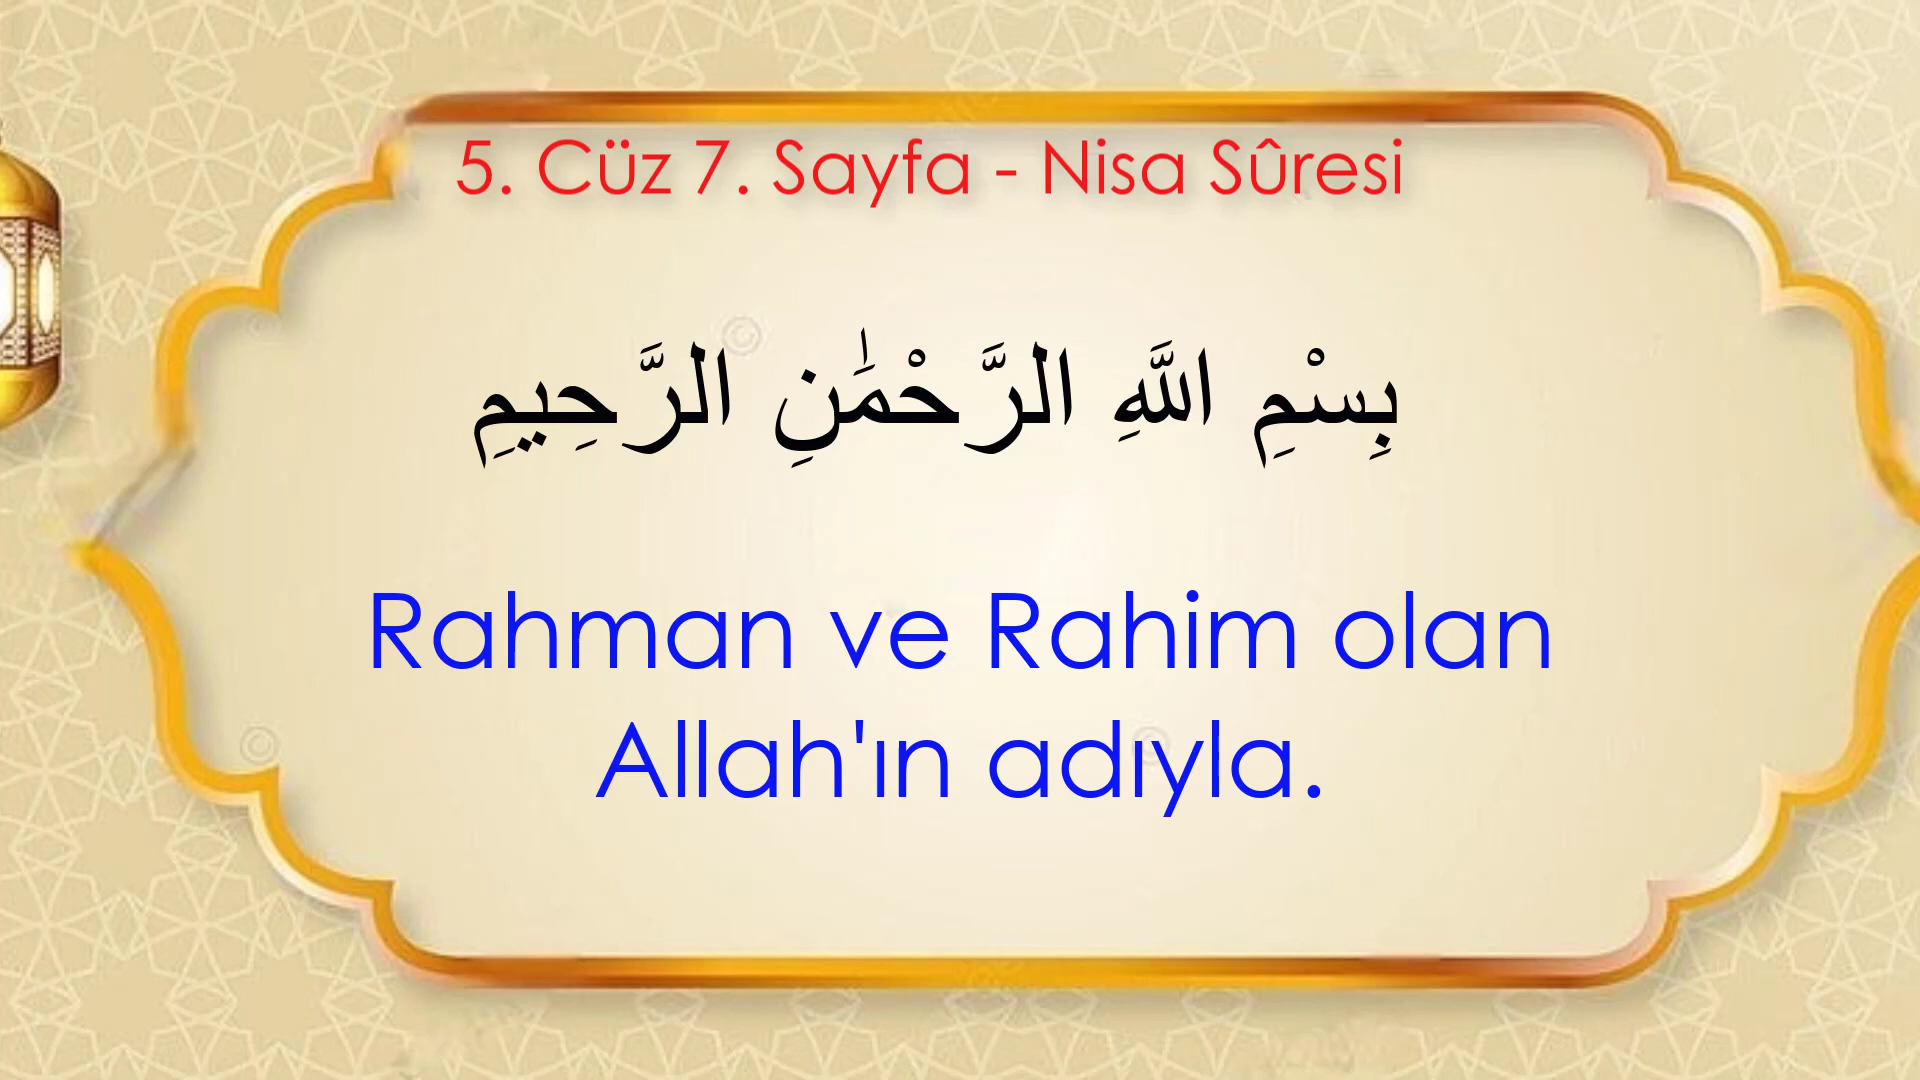 5. Cüz 7. Sayfa - Nisa Sûresi
بِسْمِ اللَّهِ الرَّحْمَٰنِ الرَّحِيمِ
Rahman ve Rahim olan
Allah'ın adıyla.